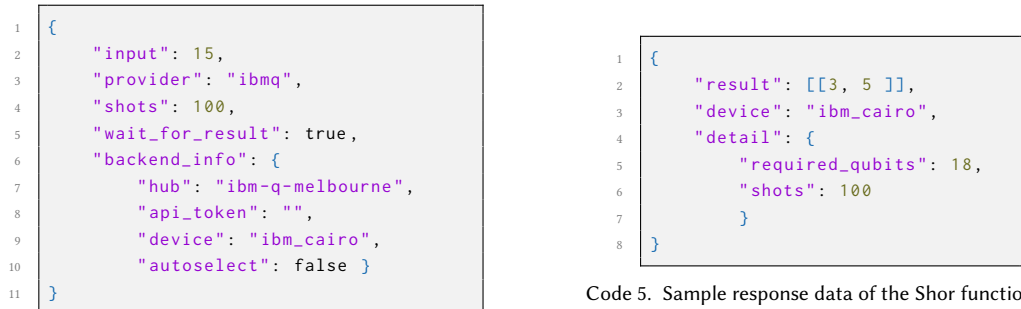 1 {
2 "input": 15,
3 "provider": "ibmq",
4 "shots": 100,
5 "wait_for_result": true,
6 "backend_info": {
7 "hub": "ibm-q-melbourne",
8 "api_token": "",
9 "device": "ibm_cairo",
10 "autoselect": false }
11 }
1 {
2 "result": [[3, 5 ]],
3 "device": "ibm_cairo",
4 "detail": {
5 "required_qubits": 18,
6 "shots": 100
7 }
8 }
Code 5. Sample response data of the Shor functio